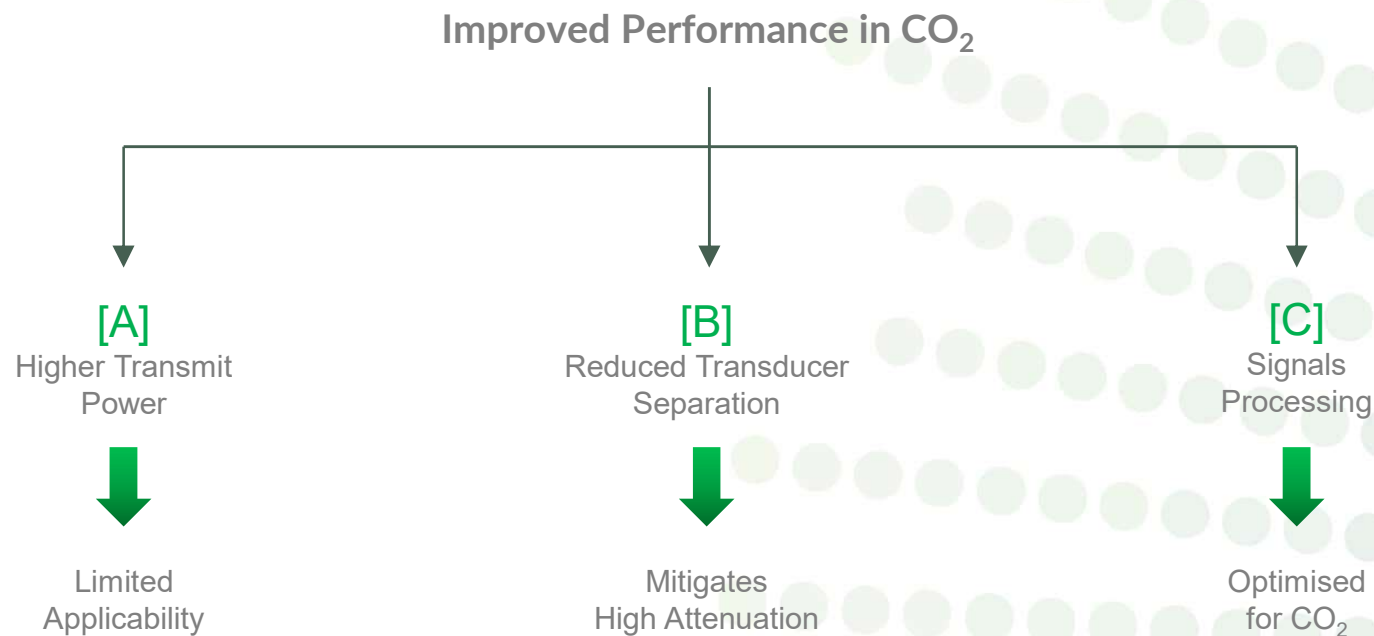 Improved Performance in CO₂
[A]
Higher Transmit
Power
Limited
Applicability
[B]
Reduced Transducer
Separation
Mitigates
High Attenuation
[C]
Signals
Processing
Optimised
for CO₂